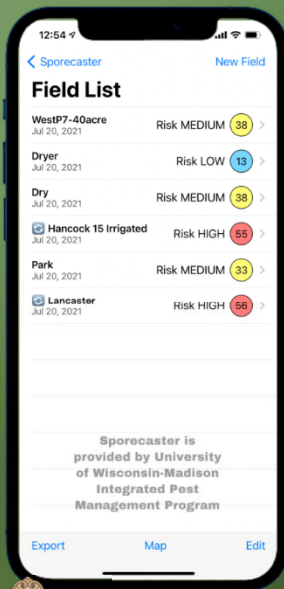 12:54
Sporecaster
New Field
Field List
WestP7-40acre
Jul 20, 2021
Risk MEDIUM 38
Dryer
Jul 20, 2021
Risk LOW 13
Dry
Jul 20, 2021
Risk MEDIUM 38
Hancock 15 Irrigated
Jul 20, 2021
Risk HIGH 55
Park
Jul 20, 2021
Risk MEDIUM 33
Lancaster
Jul 20, 2021
Risk HIGH 56
Sporecaster is
provided by University
of Wisconsin-Madison
Integrated Pest
Management Program
Export
Map
Edit